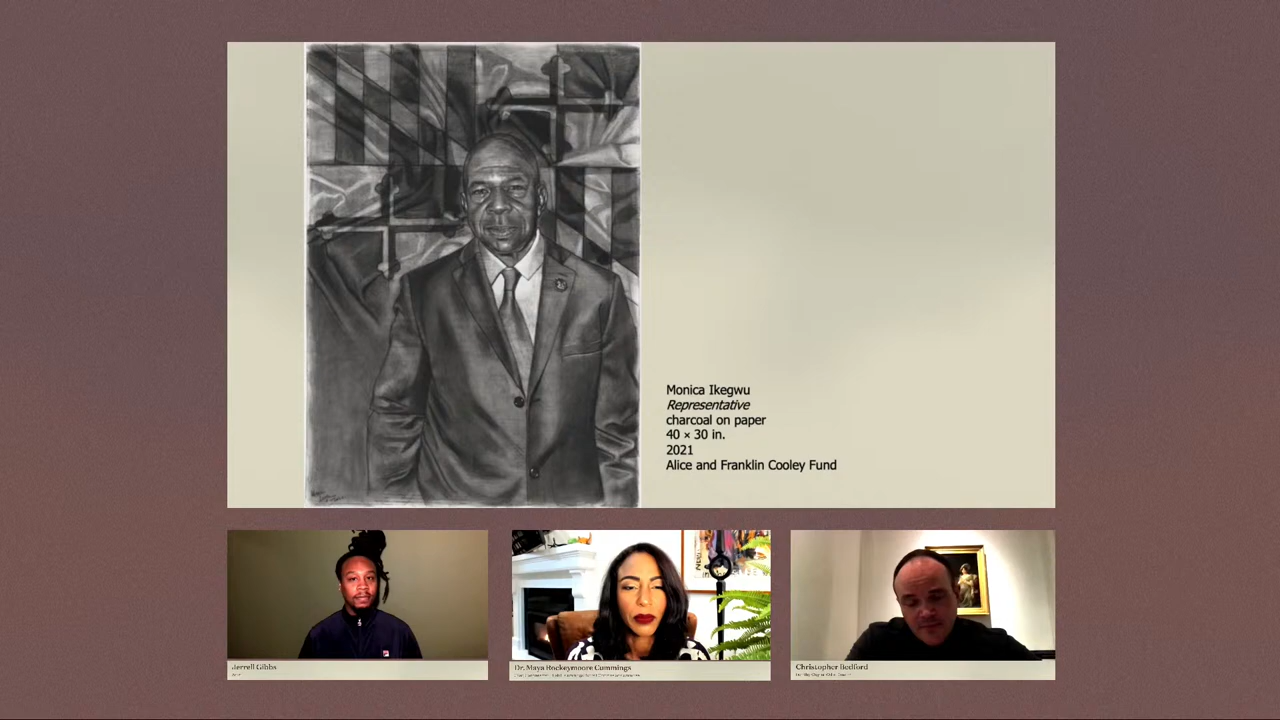 Monica Ikegwu
Representative
charcoal on paper
40 × 30 in.
2021
Alice and Franklin Cooley Fund
Jerrell Gibbs
Dr. Maya Rockeymoore Cummings
Christopher Bedford